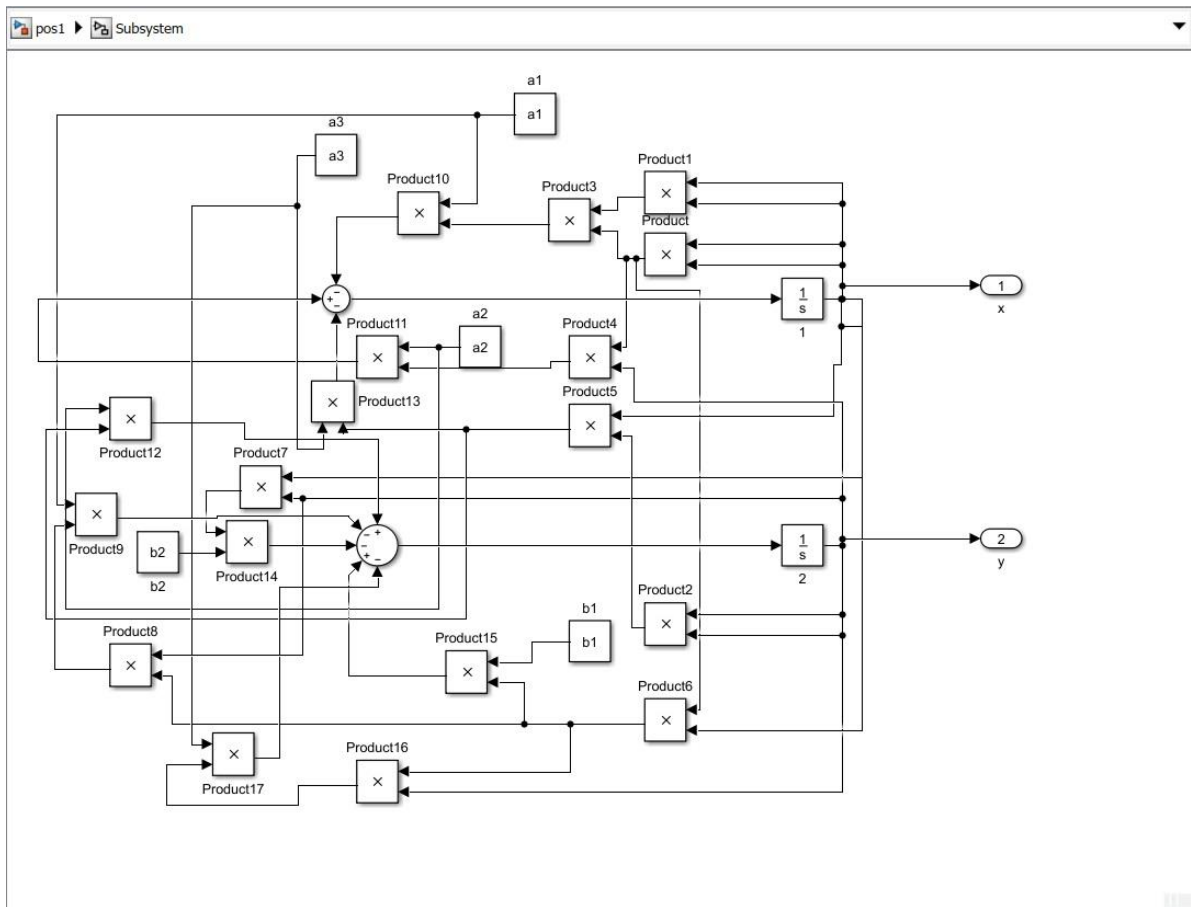 pos1 Subsystem
a1
a1
a3
a3
Product10
Product3
Product1
Product
1
x
1
s
1
Product11
a2
a2
Product4
Product13
Product5
Product12
Product7
Product9
b2
b2
Product14
1
s
2
2
y
Product2
b1
b1
Product8
Product15
Product6
Product17
Product16